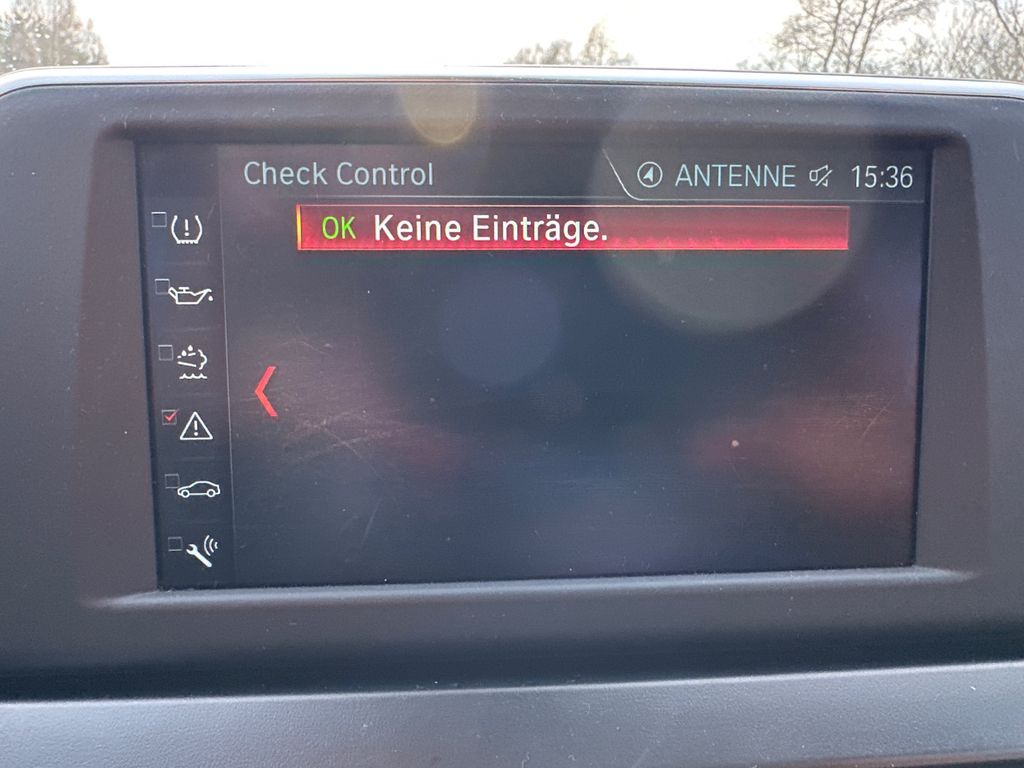 Check Control
ANTENNE 15:36
OK Keine Einträge.